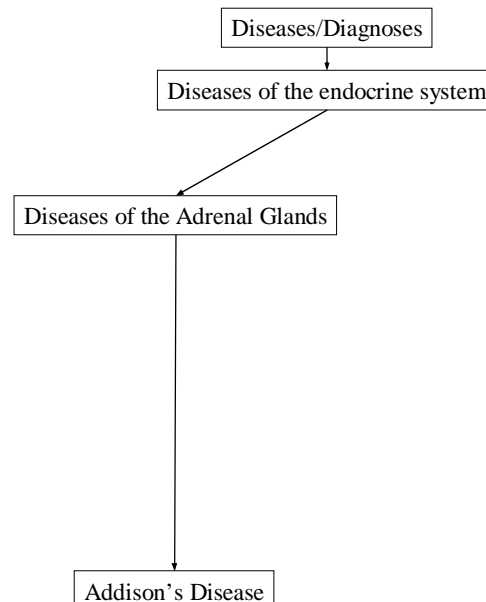 Diseases/Diagnoses
Diseases of the endocrine system
Diseases of the Adrenal Glands
Addison’s Disease